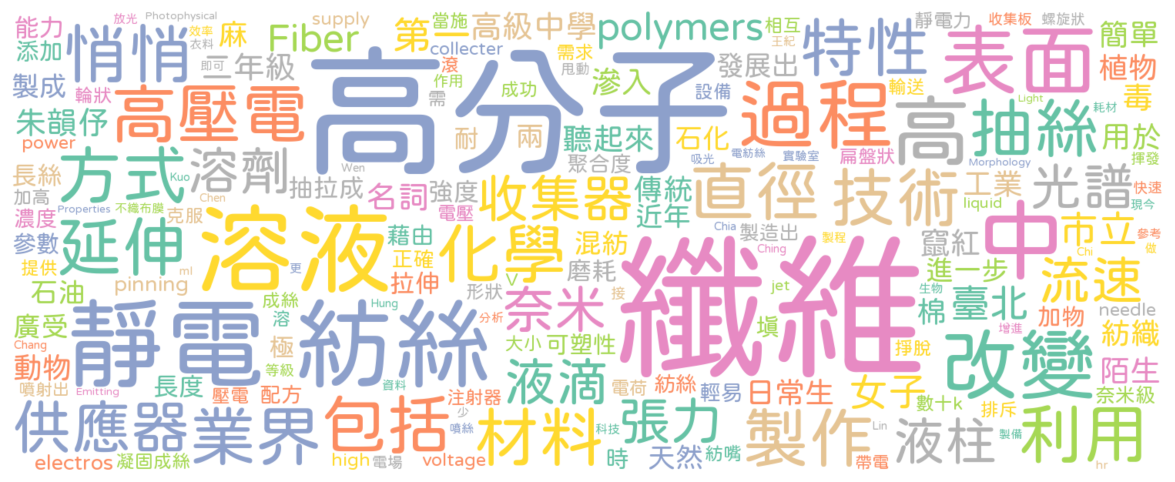 能力 放光 Photophysical 效率 衣料 麻 Fiber supply 當施 第一 高級中學 polymers 相互 王紀 特性 靜電力 收集板 螺旋狀 表面 簡單
添加 悄悄 即可 二年級 collecter 需求 甩動 發展出 植物
製成 輪狀 高壓電 高分子 滾 作用 成功 滲入 設備 過程 輸送 高 Light 抽絲 耗材 毒
朱韻伃 需 耐 兩 聽起來 石化 用於
power 方式 溶劑 Wen 聚合度 吸光 電紡絲 實驗室 扁盤狀 Morphology 揮發
長絲 加高 Kuo 抽拉成 名詞 強度 收集器 傳統 直徑 技術 工業 光譜 快速 現今
濃度 Properties Chen 不織布膜 克服 電壓 近年 liquid
參數 延伸 溶液 藉由 化學 混紡 Chia 製造出 製程 竄紅 中 市立 參考
提供 正確 Ching Chi 做
石油 pinning ml 更 拉伸 形狀 V 磨耗 纖維 接 進一步 流速
廣受 靜電 成絲 Hung 紡絲 奈米 jet 生物 棉 臺北 加物 needle
Chang 溶 分析 大小 可塑性 塡 掙脫 改變 增進 紡織
動物 極 液滴 陌生
噴射出 Emitting 長度 等級 壓電 配方 資料 注射器 電荷 紡絲 輕易 日常生 女子 數十k 排斥 奈米級
供應器 業界 包括 少 噴絲 材料 科技 張力 製作 Lin 液柱 製備 利用
electros 凝固成絲 high 電場 voltage 時 天然 紡嘴 帶電 hr